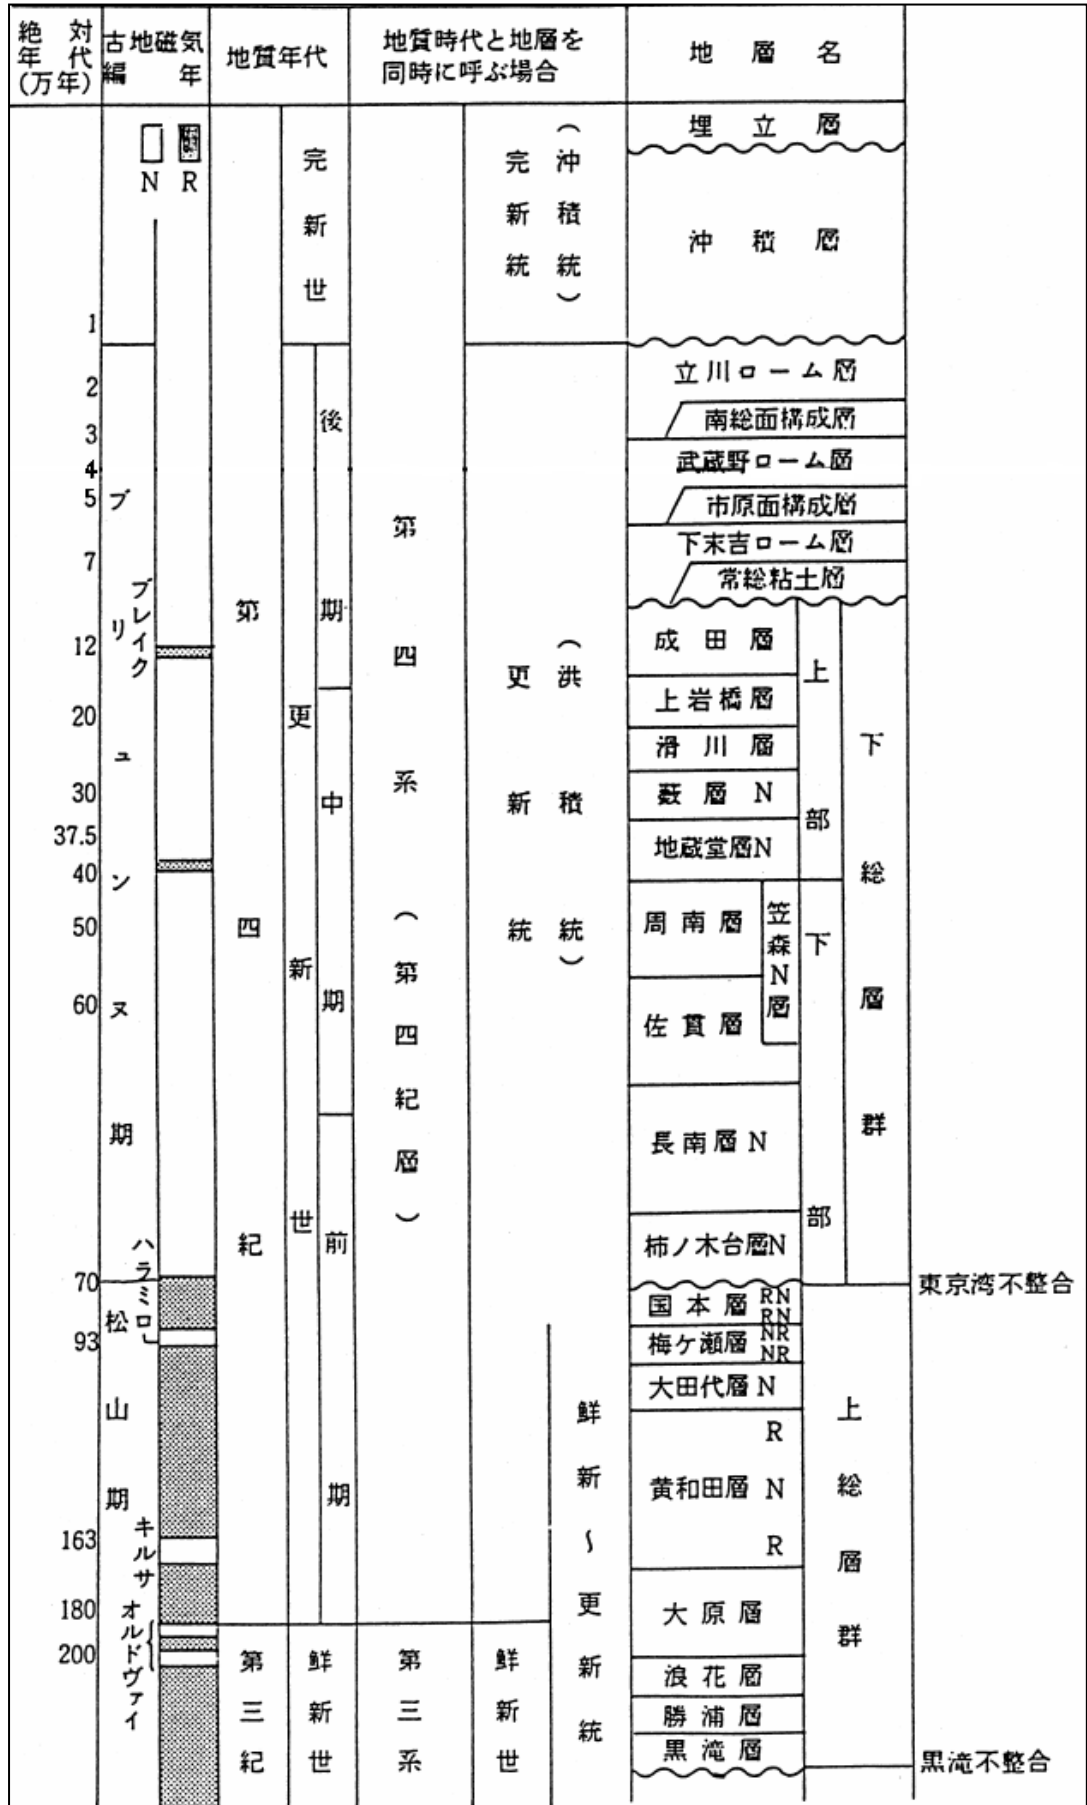 絶対年代(万年)
古地磁気編年
地質年代
地質時代と地層を同時に呼ぶ場合
地層名
N R
1
2
3
4
5
7
12
20
30
37.5
40
50
60
70
93
163
180
200
ブリュンヌ期
ブレイク
松山期
ハラミロー
キルサ
オルドヴァイ
第四紀
第三紀
完新世
更新世
後期
中期
前期
鮮新世
第四系(第四紀層)
第三系
完新統
(沖積統)
更新統
(洪積統)
鮮新世
鮮新~更新統
埋立層
沖積層
立川ローム層
南総面構成層
武蔵野ローム層
市原面構成層
下末吉ローム層
常総粘土層
成田層
上岩橋層
滑川層
藪層 N
地蔵堂層N
周南層
笠森N層
佐貫層
長南層N
柿ノ木台層N
国本層 RN RN
梅ケ瀬層 NR NR
大田代層N
黄和田層 R N R
大原層
浪花層
勝浦層
黒滝層
上部
下部
下総層群
上総層群
東京湾不整合
黒滝不整合